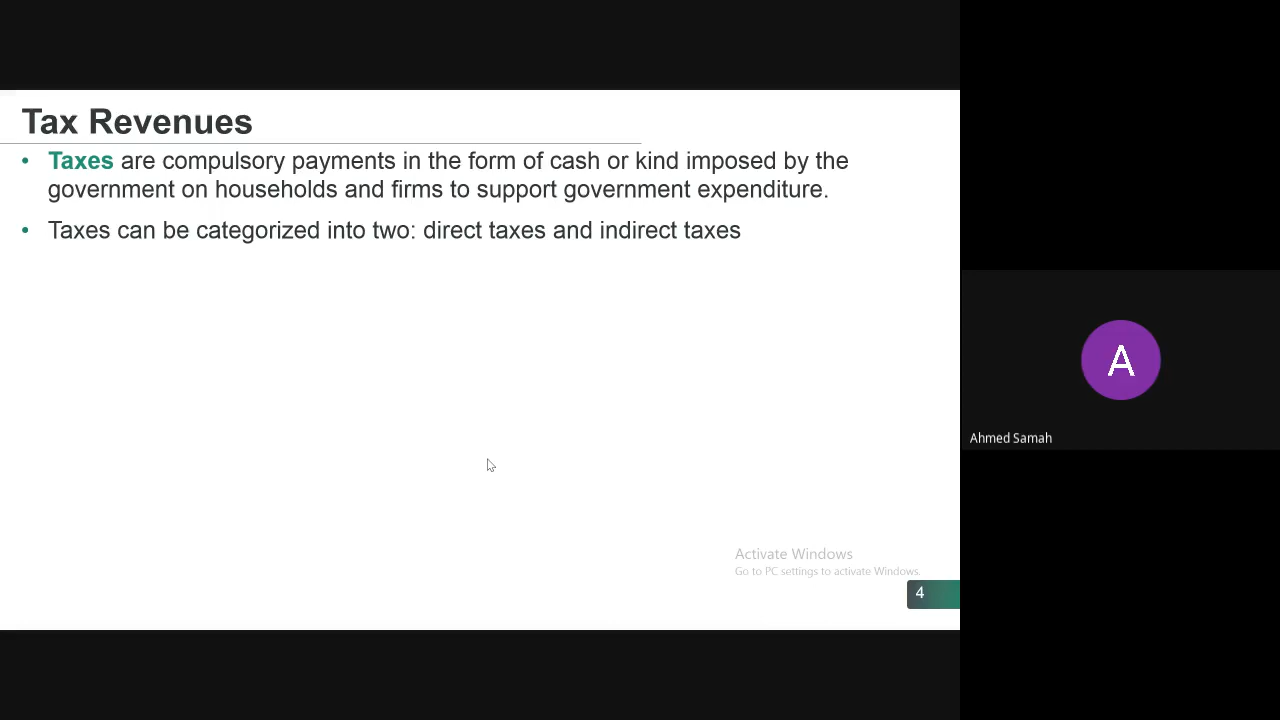 Tax Revenues
• Taxes are compulsory payments in the form of cash or kind imposed by the
government on households and firms to support government expenditure.
• Taxes can be categorized into two: direct taxes and indirect taxes
A
Ahmed Samah
Activate Windows
Go to PC settings to activate Windows.
4